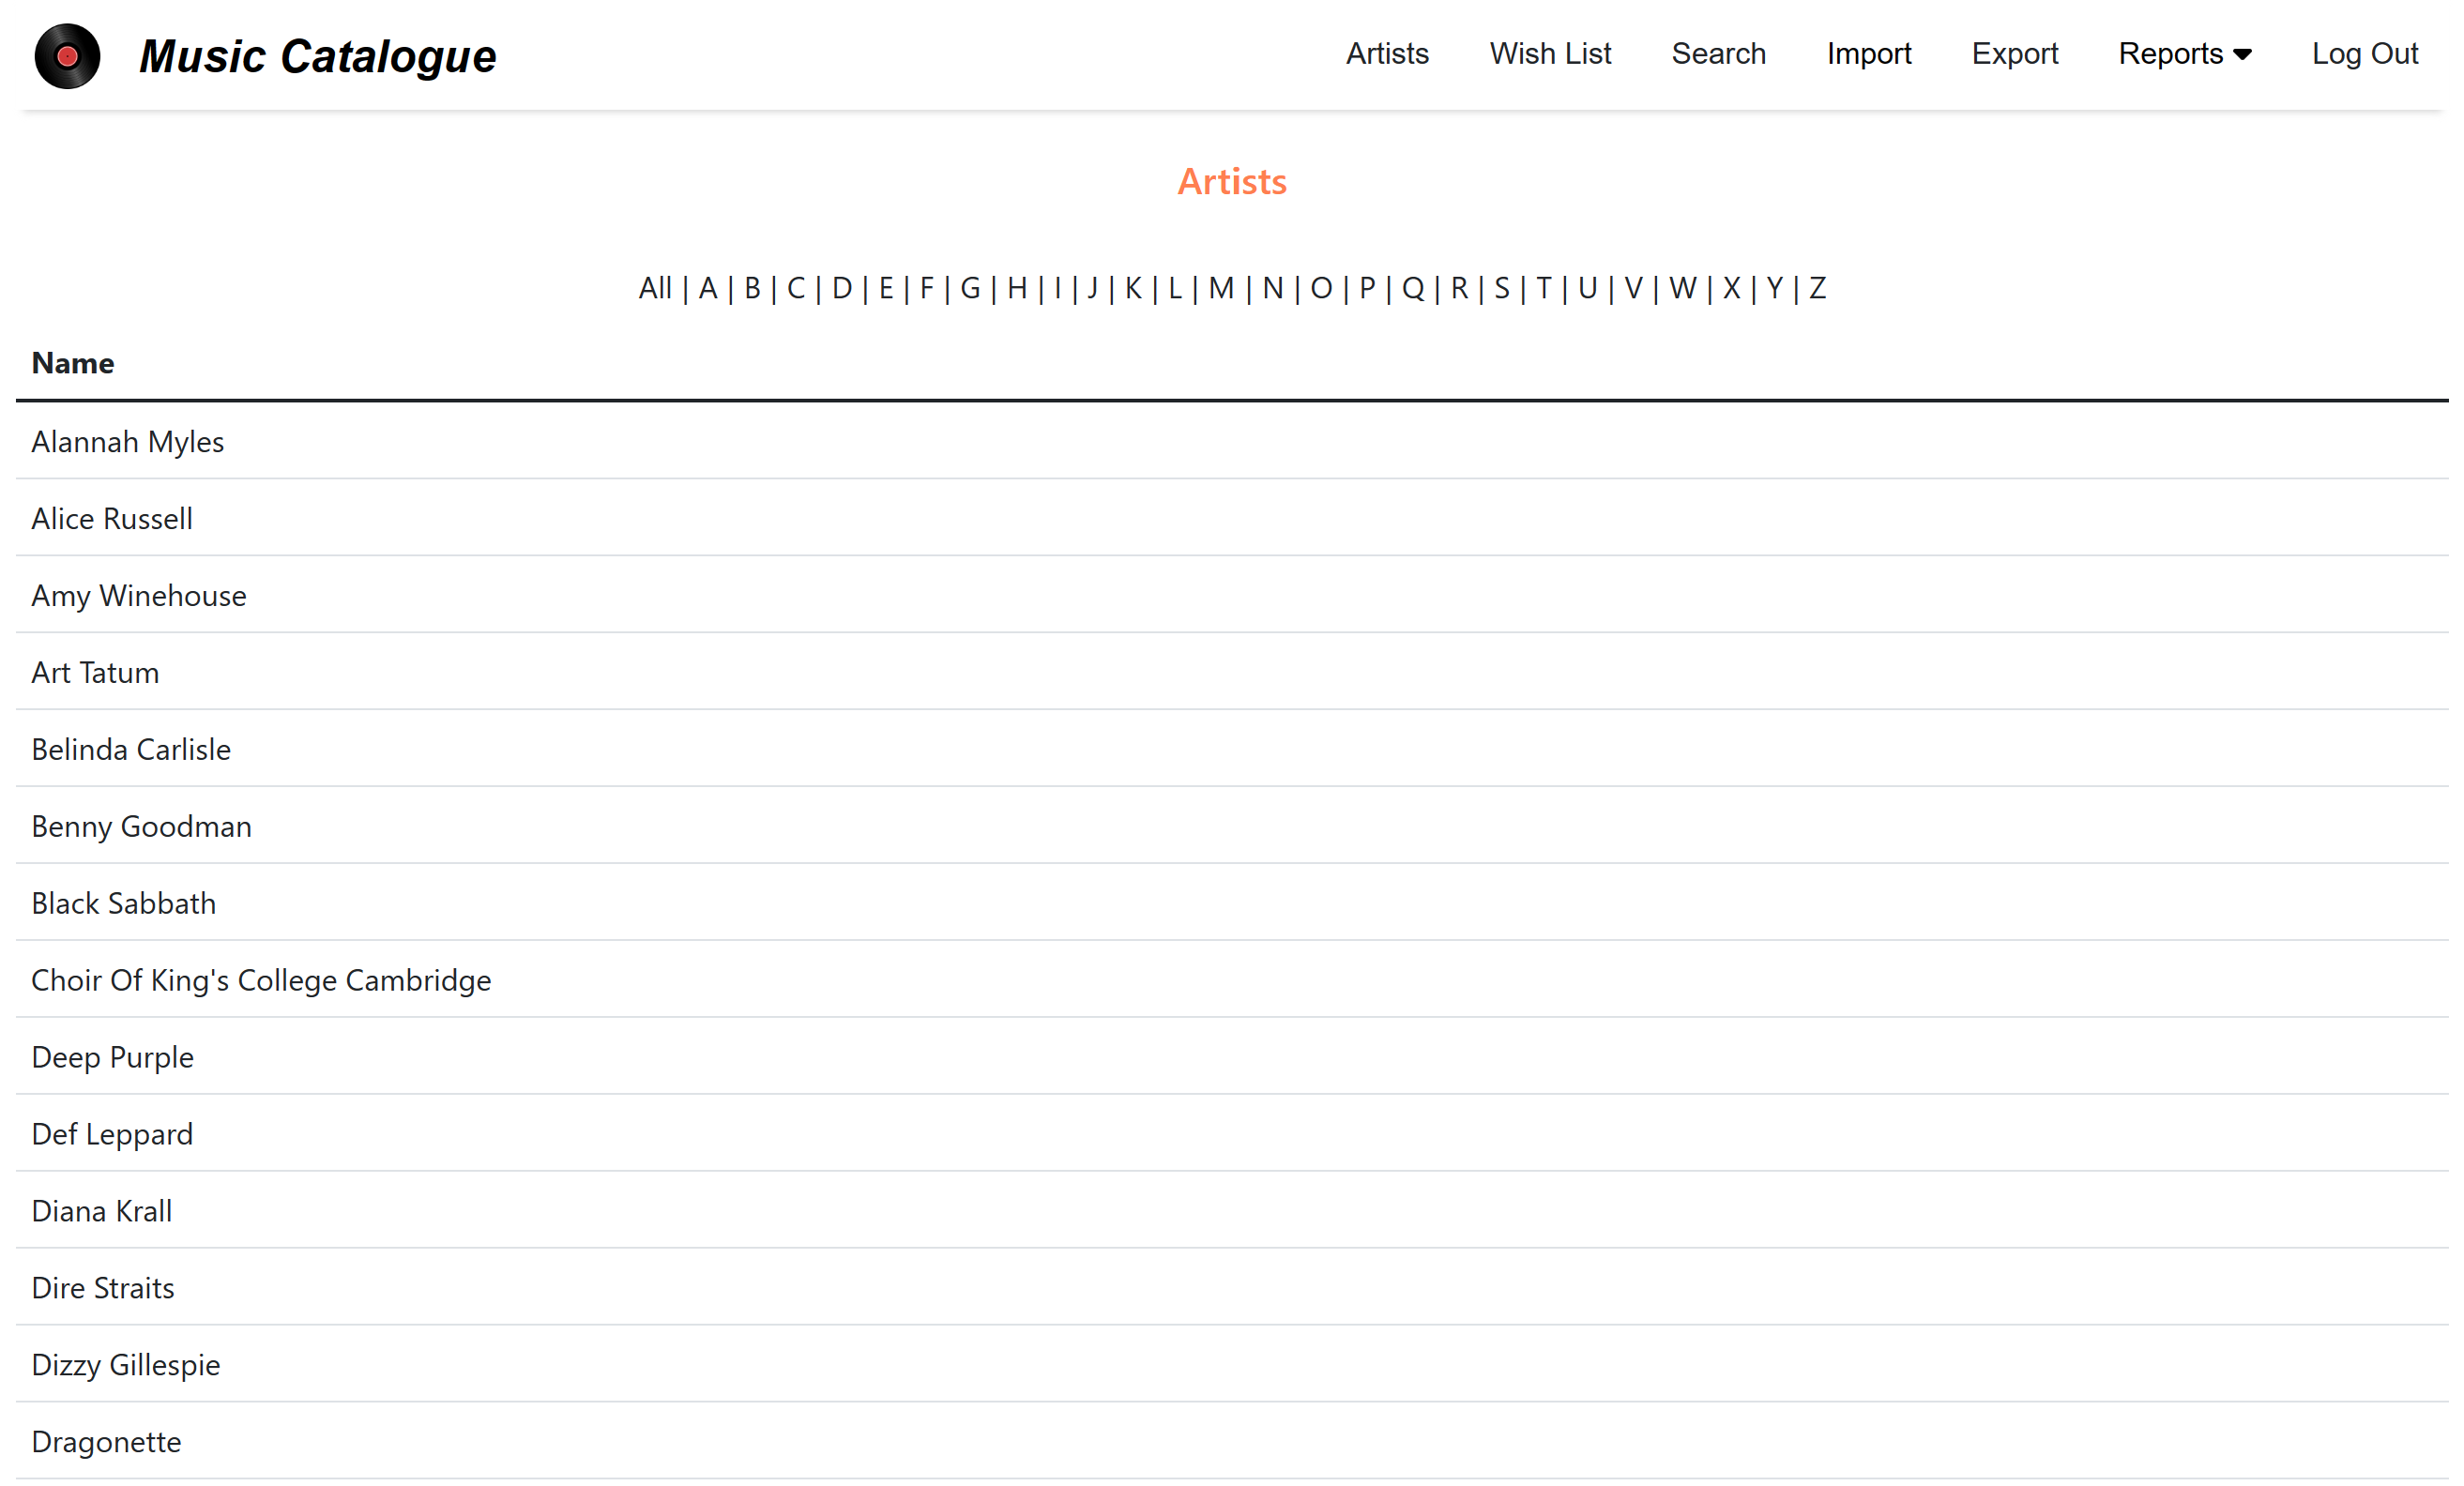 Music Catalogue
Artists Wish List Search Import Export Reports Log Out
Artists
All | A | B | C | D | E | F | G | H | I | J | K | L | M | N | O | P | Q | R | S | T | U | V | W | X | Y | Z
Name
Alannah Myles
Alice Russell
Amy Winehouse
Art Tatum
Belinda Carlisle
Benny Goodman
Black Sabbath
Choir Of King's College Cambridge
Deep Purple
Def Leppard
Diana Krall
Dire Straits
Dizzy Gillespie
Dragonette